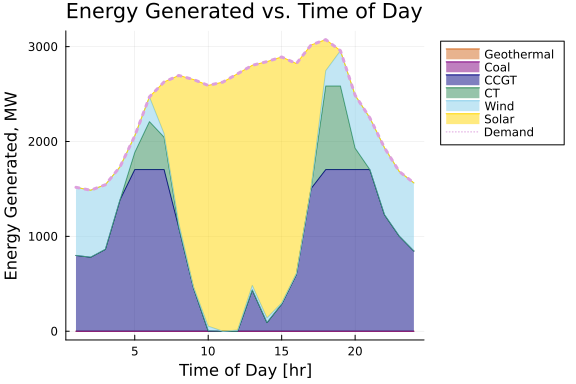 Energy Generated vs. Time of Day
Energy Generated, MW
3000
2000
1000
0
5
10
15
20
Time of Day [hr]
Geothermal
Coal
CCGT
CT
Wind
Solar
Demand